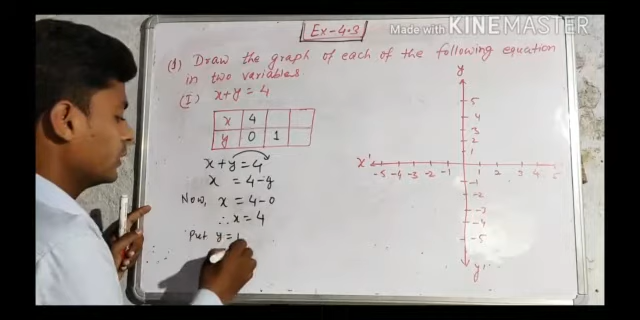 Made with KINEMASTER
Ex-4.3
(1) Draw the graph of each of the following equation
in two variables
(I) x+y = 4
x 4
y 0 1
x+y = 4
x = 4-y
Now, x = 4-0
∴ x = 4
Put y = 1
y
5
4
3
2
1
x' -5 -4 -3 -2 -1 1 2 3 4 5
-1
-2
-3
-4
-5
y'